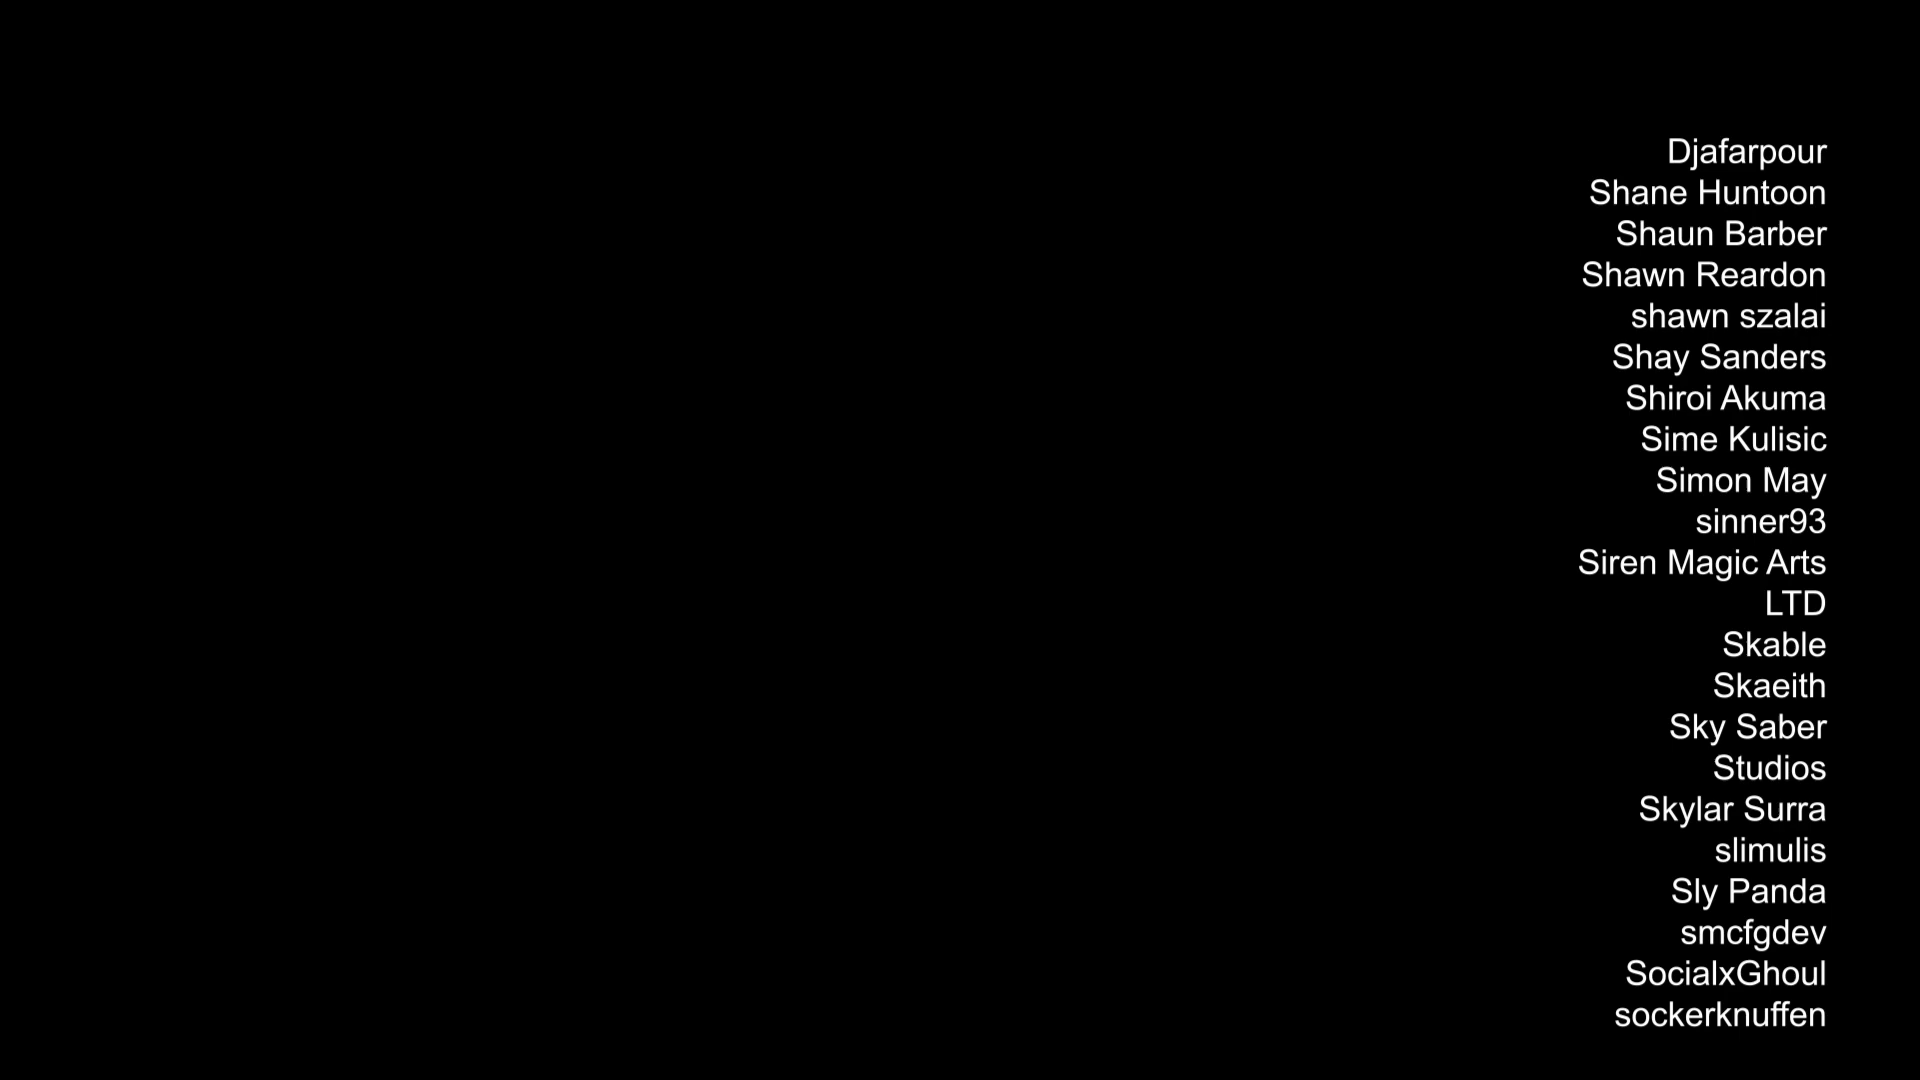 Djafarpour
Shane Huntoon
Shaun Barber
Shawn Reardon
shawn szalai
Shay Sanders
Shiroi Akuma
Sime Kulisic
Simon May
sinner93
Siren Magic Arts
LTD
Skable
Skaeith
Sky Saber
Studios
Skylar Surra
slimulis
Sly Panda
smcfgdev
SocialxGhoul
sockerknuffen